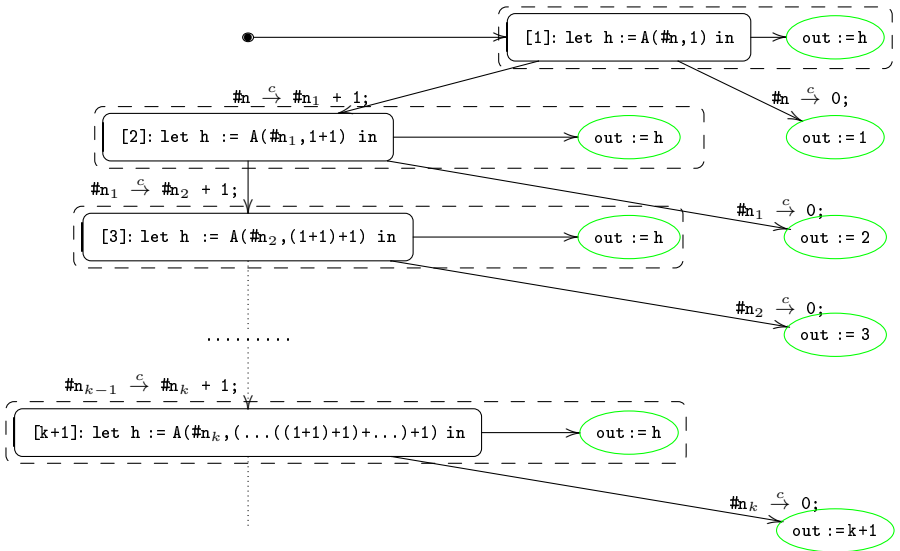 [1]: let h := A(#n,1) in
out := h
#n →ᶜ #n₁ + 1;
#n →ᶜ 0;
[2]: let h := A(#n₁,1+1) in
out := h
out := 1
#n₁ →ᶜ #n₂ + 1;
#n₁ →ᶜ 0;
[3]: let h := A(#n₂,(1+1)+1) in
out := h
out := 2
#n₂ →ᶜ 0;
.........
out := 3
#nₖ₋₁ →ᶜ #nₖ + 1;
[k+1]: let h := A(#nₖ,(...((1+1)+1)+...)+1) in
out := h
#nₖ →ᶜ 0;
out := k+1